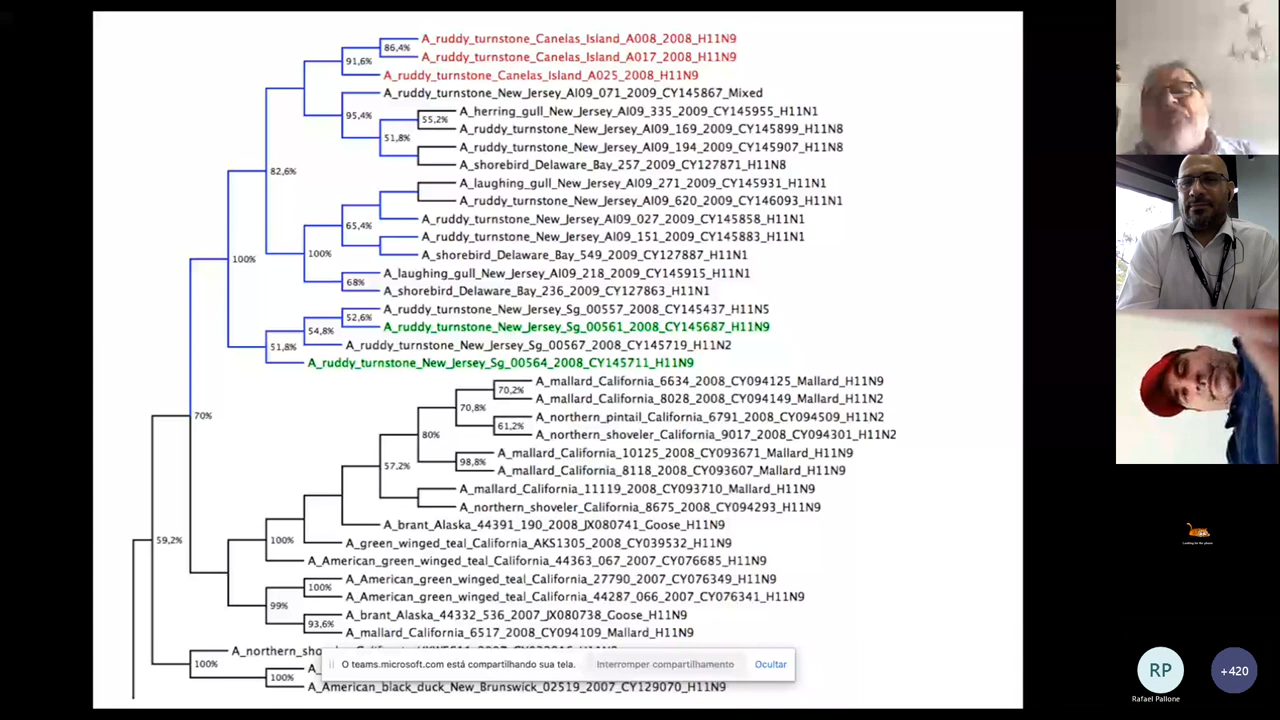 A_ruddy_turnstone_Canelas_Island_A008_2008_H11N9
86,4%
A_ruddy_turnstone_Canelas_Island_A017_2008_H11N9
91,6%
A_ruddy_turnstone_Canelas_Island_A025_2008_H11N9
A_ruddy_turnstone_New_Jersey_AI09_071_2009_CY145867_Mixed
95,4%
A_herring_gull_New_Jersey_AI09_335_2009_CY145955_H11N1
55,2%
A_ruddy_turnstone_New_Jersey_AI09_169_2009_CY145899_H11N8
51,8%
A_ruddy_turnstone_New_Jersey_AI09_194_2009_CY145907_H11N8
A_shorebird_Delaware_Bay_257_2009_CY127871_H11N8
82,6%
A_laughing_gull_New_Jersey_AI09_271_2009_CY145931_H11N1
A_ruddy_turnstone_New_Jersey_AI09_620_2009_CY146093_H11N1
65,4%
A_ruddy_turnstone_New_Jersey_AI09_027_2009_CY145858_H11N1
A_ruddy_turnstone_New_Jersey_AI09_151_2009_CY145883_H11N1
100%
A_shorebird_Delaware_Bay_549_2009_CY127887_H11N1
100%
A_laughing_gull_New_Jersey_AI09_218_2009_CY145915_H11N1
68%
A_shorebird_Delaware_Bay_236_2009_CY127863_H11N1
A_ruddy_turnstone_New_Jersey_Sg_00557_2008_CY145437_H11N5
52,6%
A_ruddy_turnstone_New_Jersey_Sg_00561_2008_CY145687_H11N9
54,8%
A_ruddy_turnstone_New_Jersey_Sg_00567_2008_CY145719_H11N2
51,8%
A_ruddy_turnstone_New_Jersey_Sg_00564_2008_CY145711_H11N9
A_mallard_California_6634_2008_CY094125_Mallard_H11N9
70,2%
A_mallard_California_8028_2008_CY094149_Mallard_H11N2
70,8%
A_northern_pintail_California_6791_2008_CY094509_H11N2
70%
61,2%
A_northern_shoveler_California_9017_2008_CY094301_H11N2
80%
A_mallard_California_10125_2008_CY093671_Mallard_H11N9
98,8%
57,2%
A_mallard_California_8118_2008_CY093607_Mallard_H11N9
A_mallard_California_11119_2008_CY093710_Mallard_H11N9
A_northern_shoveler_California_8675_2008_CY094293_H11N9
A_brant_Alaska_44391_190_2008_JX080741_Goose_H11N9
59,2%
100%
A_green_winged_teal_California_AKS1305_2008_CY039532_H11N9
A_American_green_winged_teal_California_44363_067_2007_CY076685_H11N9
A_American_green_winged_teal_California_27790_2007_CY076349_H11N9
100%
A_American_green_winged_teal_California_44287_066_2007_CY076341_H11N9
99%
A_brant_Alaska_44332_536_2007_JX080738_Goose_H11N9
93,6%
A_mallard_California_6517_2008_CY094109_Mallard_H11N9
A_northern_sho
100%
A_
O teams.microsoft.com está compartilhando sua tela. Interromper compartilhamento Ocultar
100%
A_American_black_duck_New_Brunswick_02519_2007_CY129070_H11N9
RP
+420
Rafael Pallone